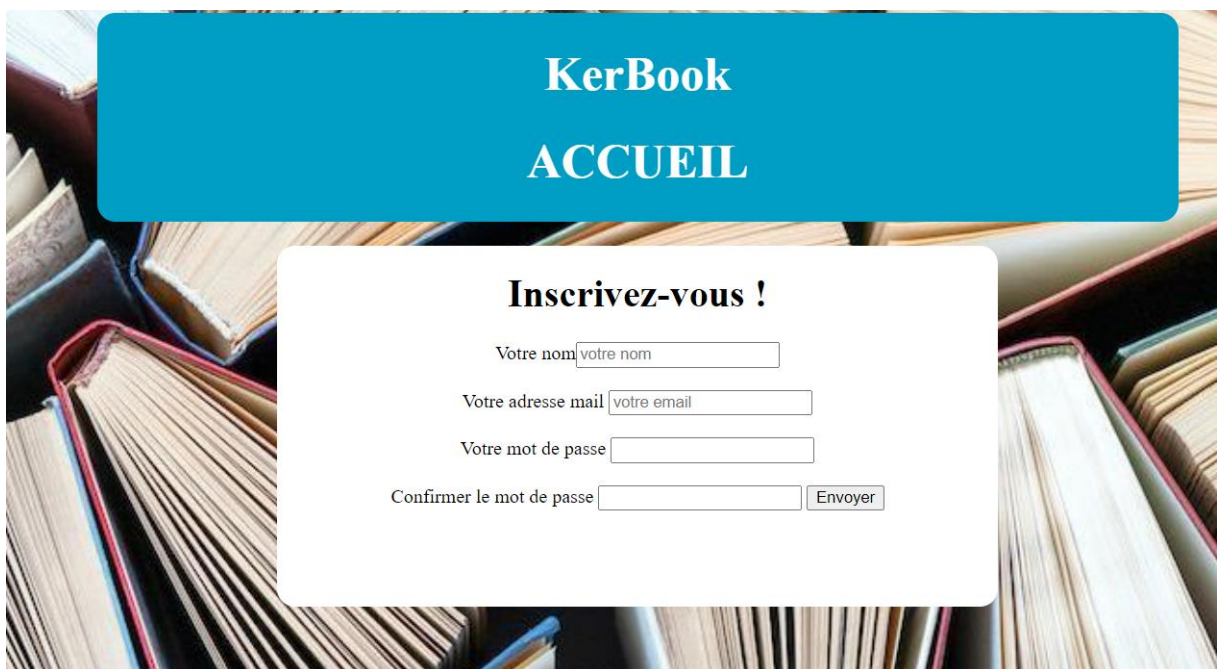 KerBook
ACCUEIL
Inscrivez-vous !
Votre nom votre nom
Votre adresse mail votre email
Votre mot de passe
Confirmer le mot de passe Envoyer